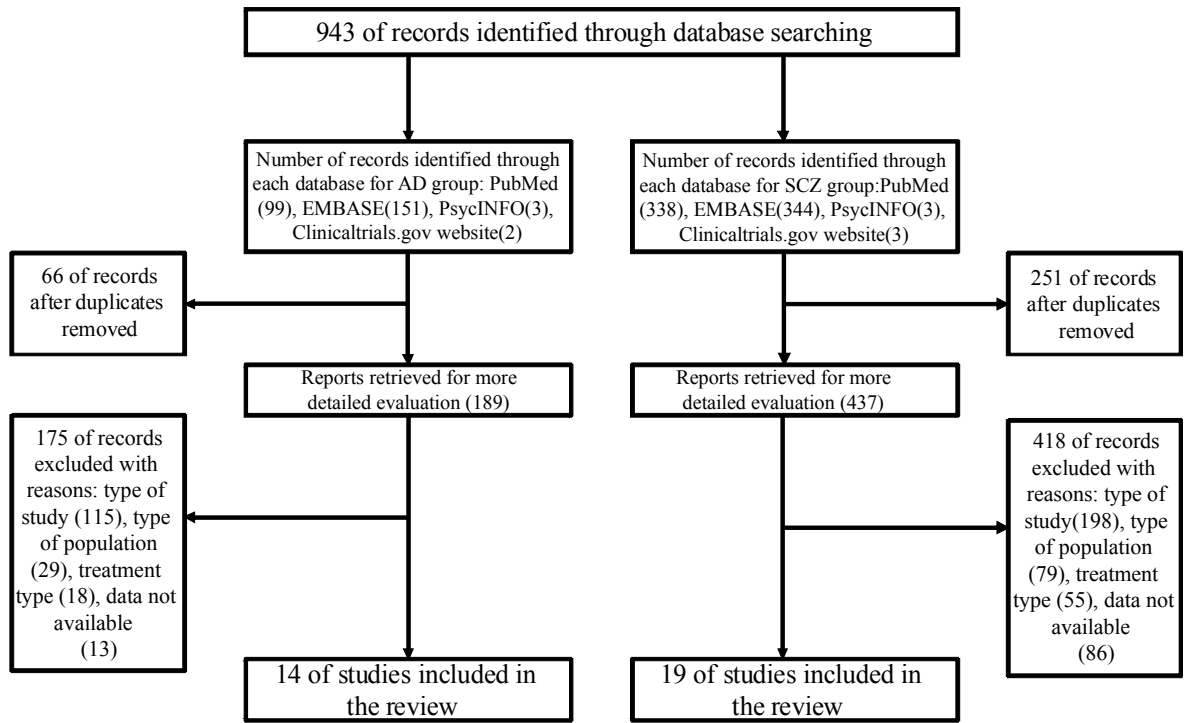 943 of records identified through database searching
Number of records identified through
each database for AD group: PubMed
(99), EMBASE(151), PsycINFO(3),
Clinicaltrials.gov website(2)
Number of records identified through
each database for SCZ group:PubMed
(338), EMBASE(344), PsycINFO(3),
Clinicaltrials.gov website(3)
66 of records
after duplicates
removed
251 of records
after duplicates
removed
Reports retrieved for more
detailed evaluation (189)
Reports retrieved for more
detailed evaluation (437)
175 of records
excluded with
reasons: type of
study (115), type
of population
(29), treatment
type (18), data not
available
(13)
418 of records
excluded with
reasons: type of
study(198), type
of population
(79), treatment
type (55), data not
available
(86)
14 of studies included in
the review
19 of studies included in
the review